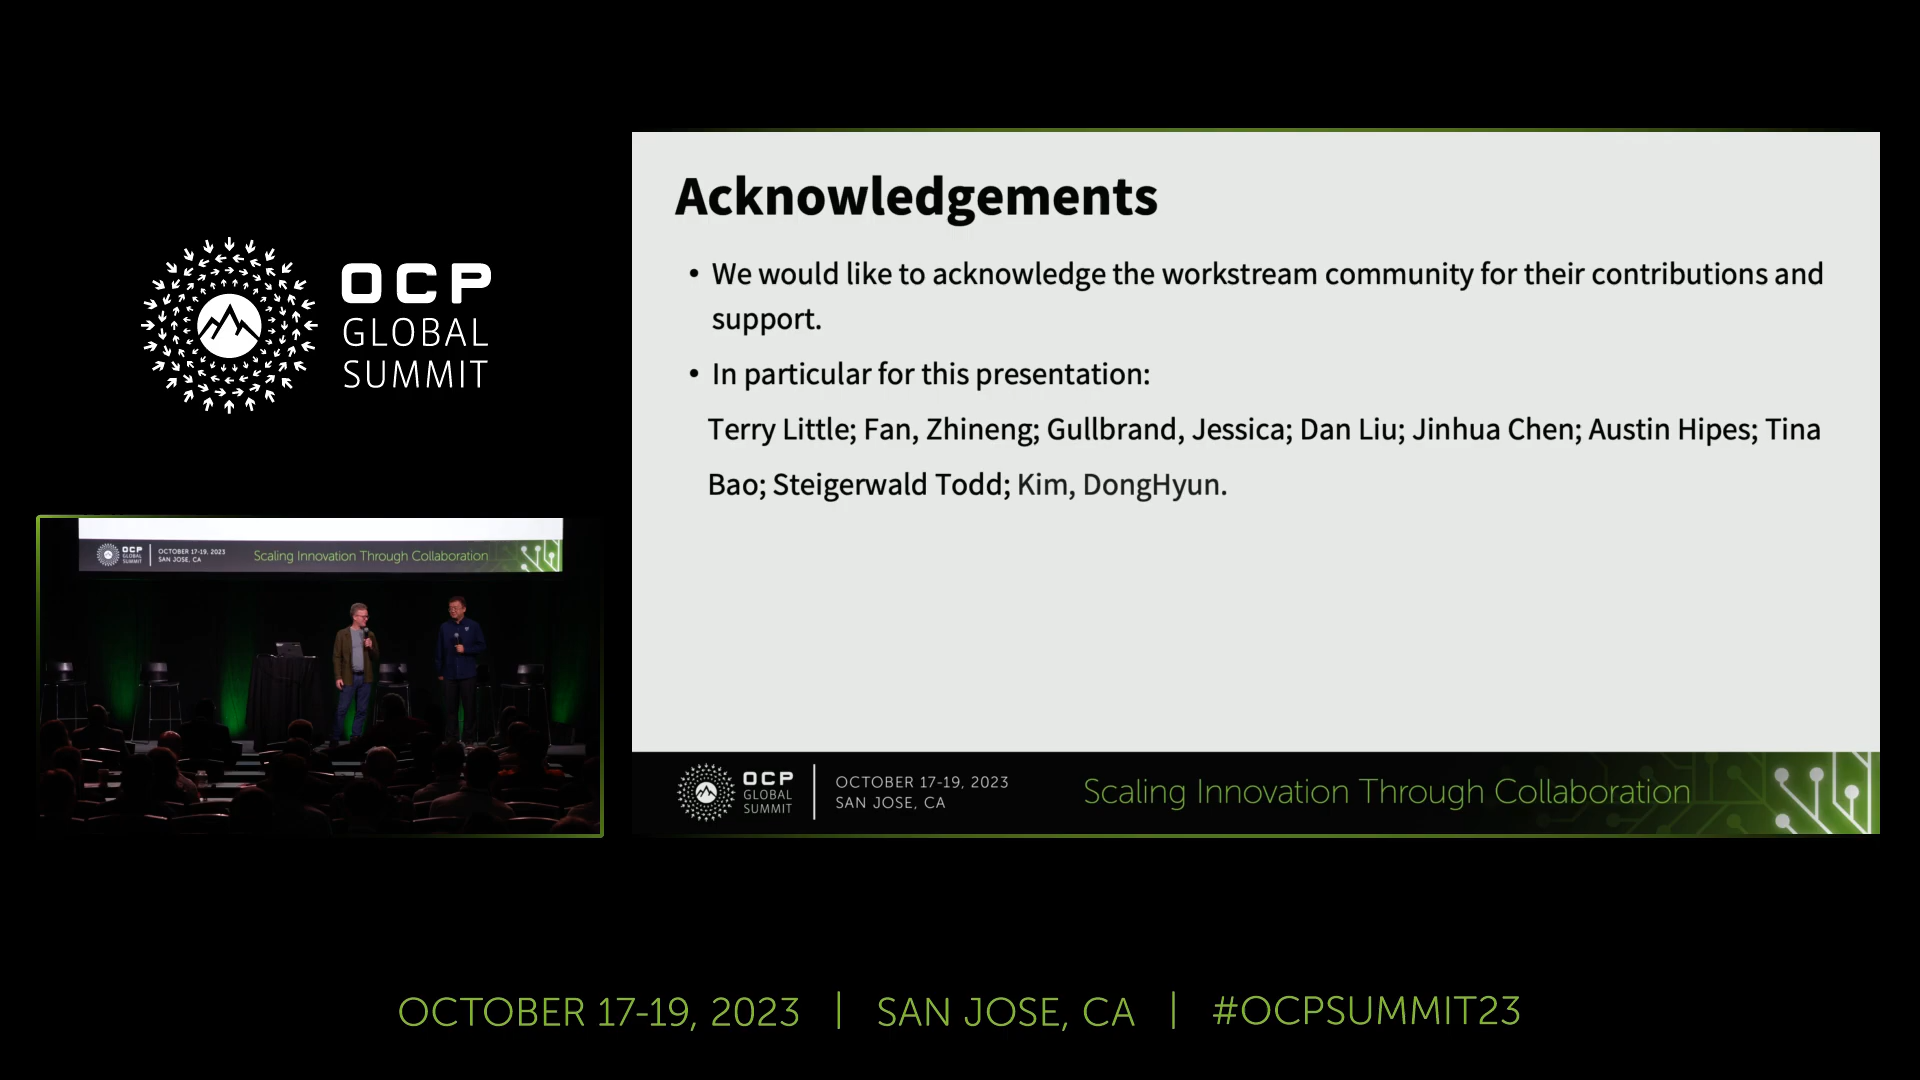 OCP
GLOBAL
SUMMIT
Acknowledgements
• We would like to acknowledge the workstream community for their contributions and
support.
• In particular for this presentation:
Terry Little; Fan, Zhineng; Gullbrand, Jessica; Dan Liu; Jinhua Chen; Austin Hipes; Tina
Bao; Steigerwald Todd; Kim, DongHyun.
OCP
GLOBAL
SUMMIT
OCTOBER 17-19, 2023
SAN JOSE, CA
Scaling Innovation Through Collaboration
OCP
GLOBAL
SUMMIT
OCTOBER 17-19, 2023
SAN JOSE, CA
Scaling Innovation Through Collaboration
OCTOBER 17-19, 2023 | SAN JOSE, CA | #OCPSUMMIT23